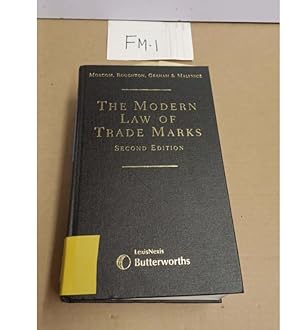 FM.1
MORCOM, ROUGHTON, GRAHAM & MALYNICZ
THE MODERN
LAW OF
TRADE MARKS
SECOND EDITION
LexisNexis
Butterworths